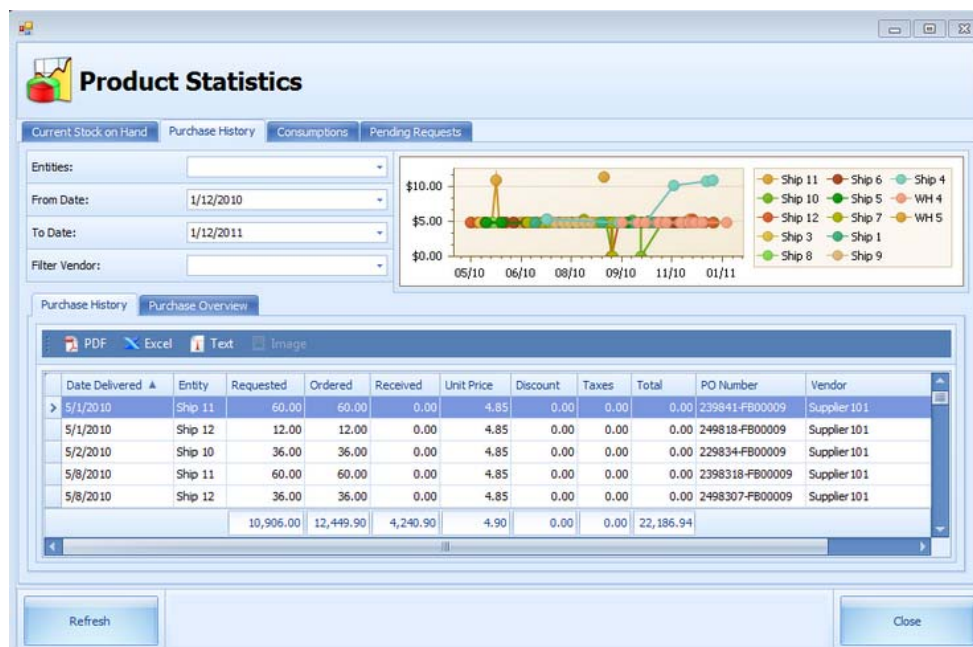 Product Statistics
Current Stock on Hand Purchase History Consumptions Pending Requests
Entities:
From Date: 1/12/2010
To Date: 1/12/2011
Filter Vendor:
$10.00
$5.00
$0.00
05/10 06/10 08/10 09/10 11/10 01/11
Ship 11 Ship 6 Ship 4
Ship 10 Ship 5 WH 4
Ship 12 Ship 7 WH 5
Ship 3 Ship 1
Ship 8 Ship 9
Purchase History Purchase Overview
PDF Excel Text Image
Date Delivered Entity Requested Ordered Received Unit Price Discount Taxes Total PO Number Vendor
5/1/2010 Ship 11 60.00 60.00 0.00 4.85 0.00 0.00 0.00 239841-FB00009 Supplier 101
5/1/2010 Ship 12 12.00 12.00 0.00 4.85 0.00 0.00 0.00 249818-FB00009 Supplier 101
5/2/2010 Ship 10 36.00 36.00 0.00 4.85 0.00 0.00 0.00 229834-FB00009 Supplier 101
5/8/2010 Ship 11 60.00 60.00 0.00 4.85 0.00 0.00 0.00 2398318-FB00009 Supplier 101
5/8/2010 Ship 12 36.00 36.00 0.00 4.85 0.00 0.00 0.00 2498307-FB00009 Supplier 101
10,906.00 12,449.90 4,240.90 4.90 0.00 0.00 22,186.94
Refresh Close